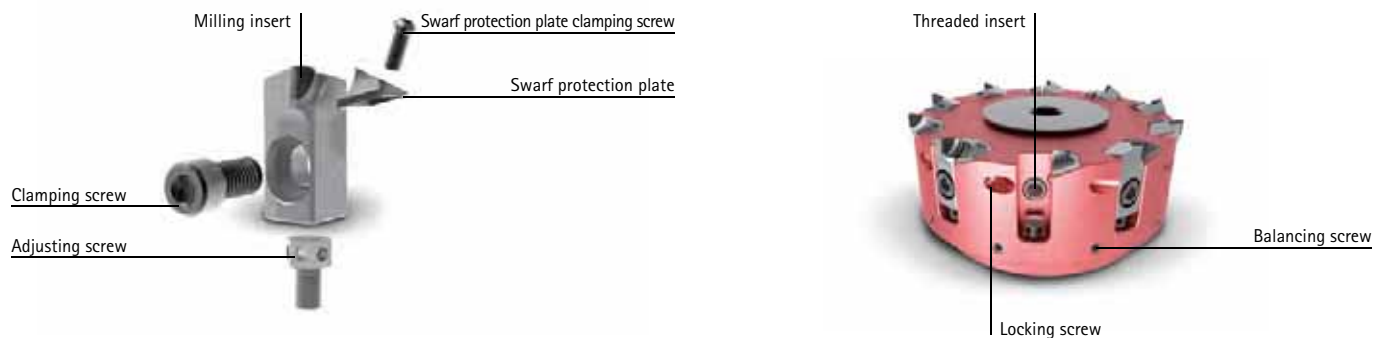 Milling insert
Swarf protection plate clamping screw
Swarf protection plate
Clamping screw
Adjusting screw
Threaded insert
Balancing screw
Locking screw